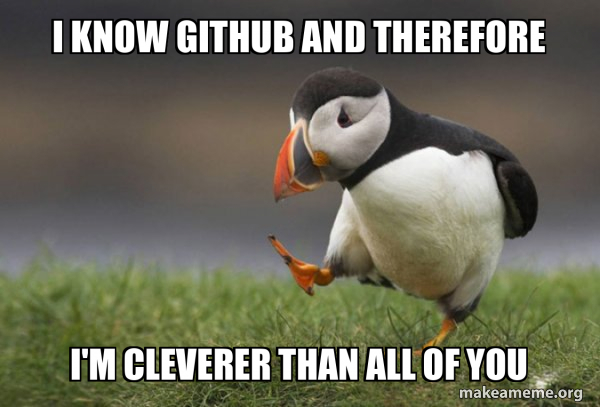 I KNOW GITHUB AND THEREFORE
I'M CLEVERER THAN ALL OF YOU
makeameme.org